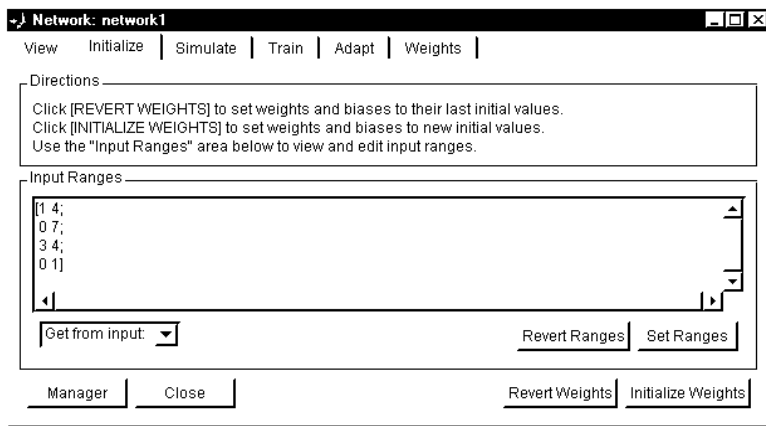 Network: network1
View Initialize Simulate Train Adapt Weights
Directions
Click [REVERT WEIGHTS] to set weights and biases to their last initial values.
Click [INITIALIZE WEIGHTS] to set weights and biases to new initial values.
Use the "Input Ranges" area below to view and edit input ranges.
Input Ranges
[1 4;
0 7;
3 4;
0 1]
Get from input: Revert Ranges Set Ranges
Manager Close Revert Weights Initialize Weights